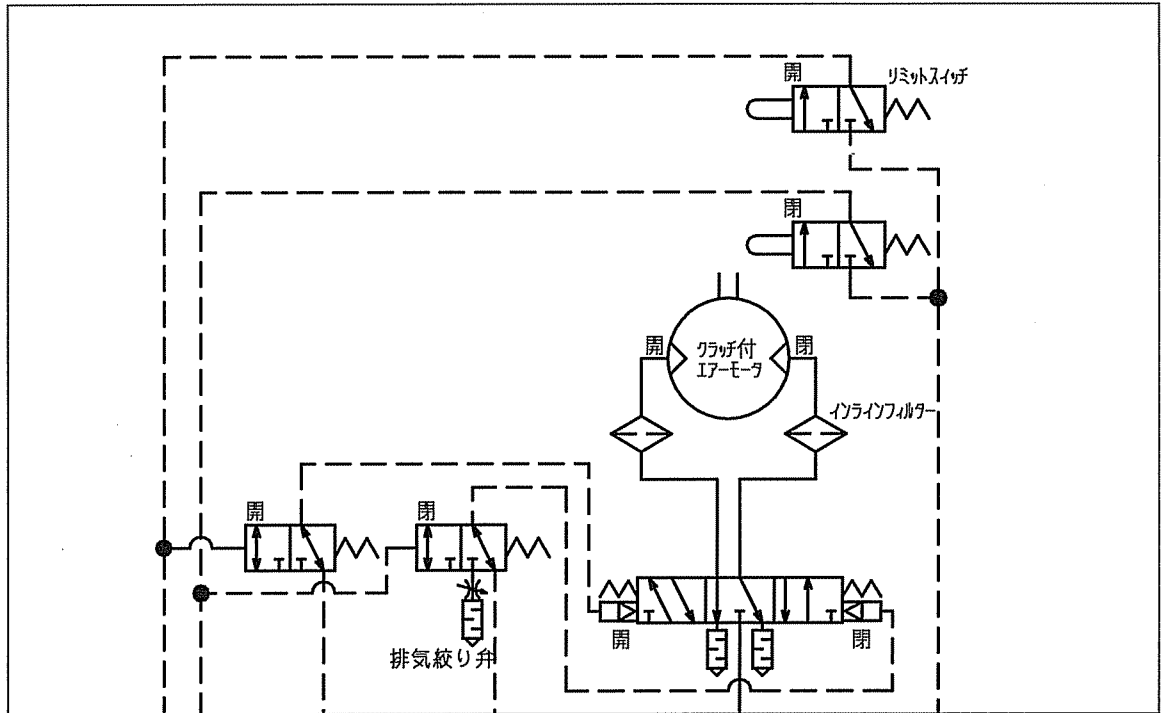 開
リミットスイッチ
閉
開
クラッチ付
エアーモータ
閉
インラインフィルター
開
閉
排気絞り弁
開
閉